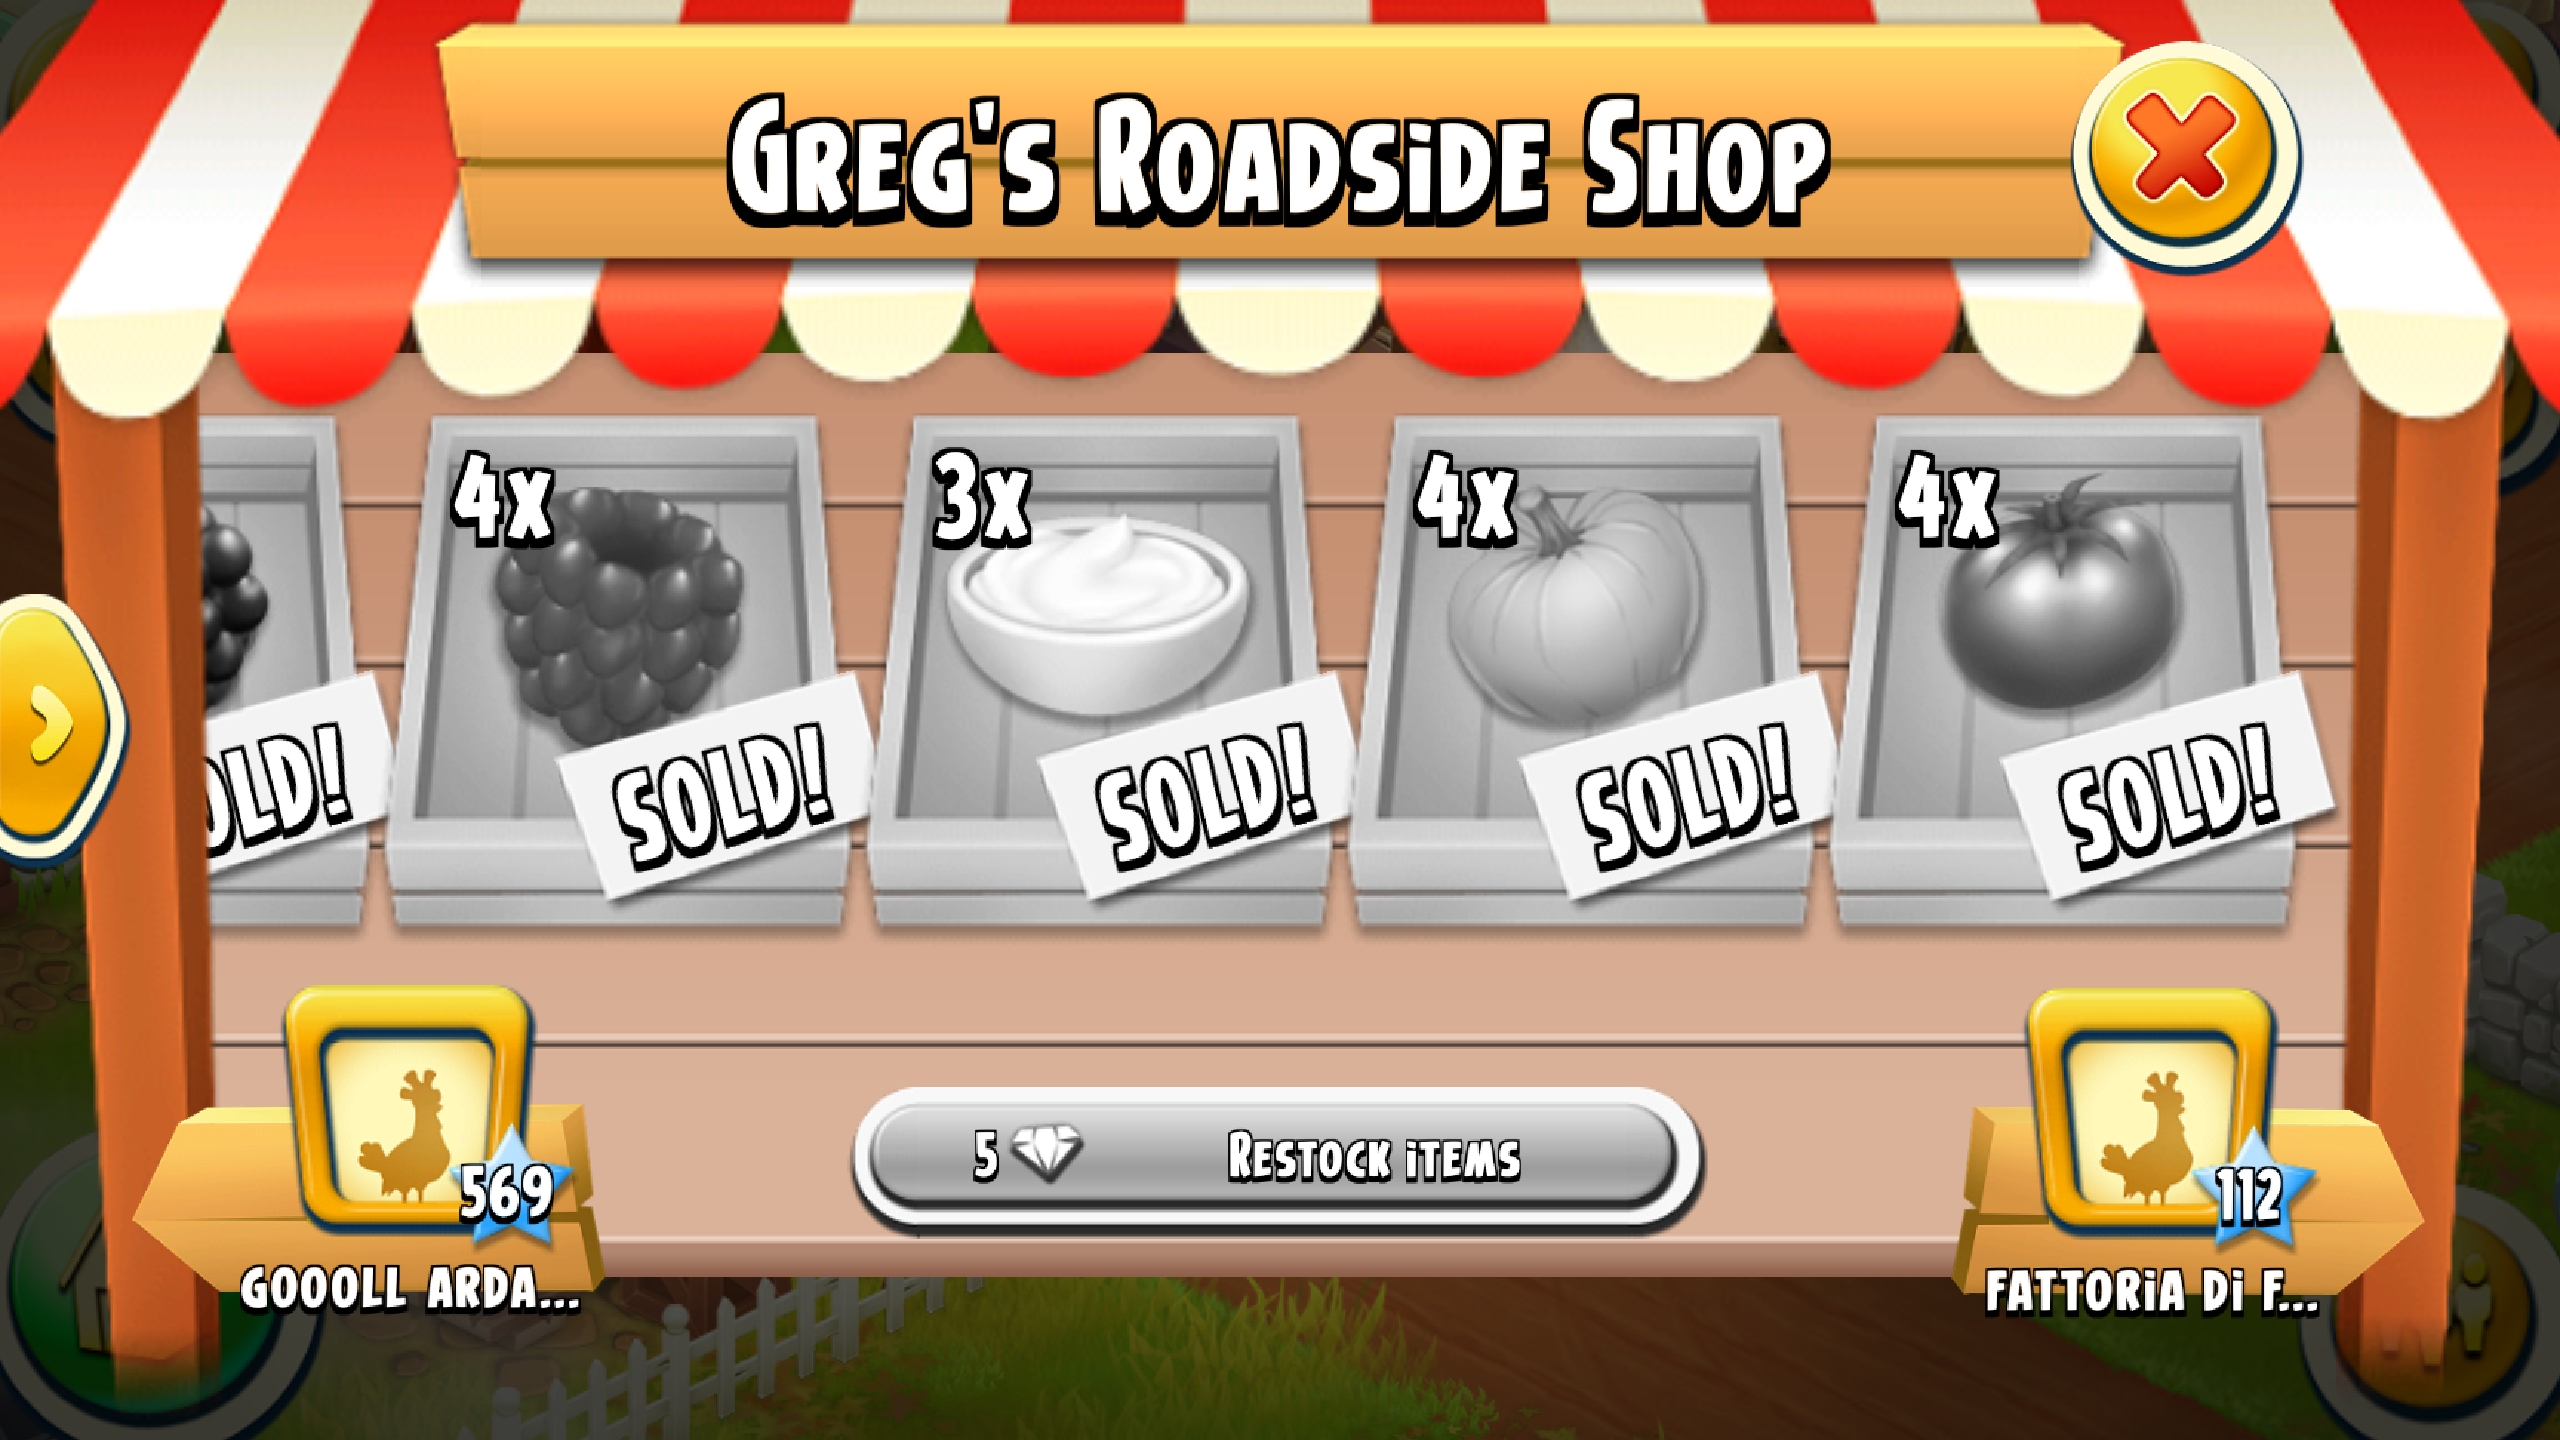 Greg's Roadside Shop
4x
3x
4x
4x
OLD!
SOLD!
SOLD!
SOLD!
SOLD!
5
Restock items
569
112
GOOOLL ARDA...
FATTORiA Di F...